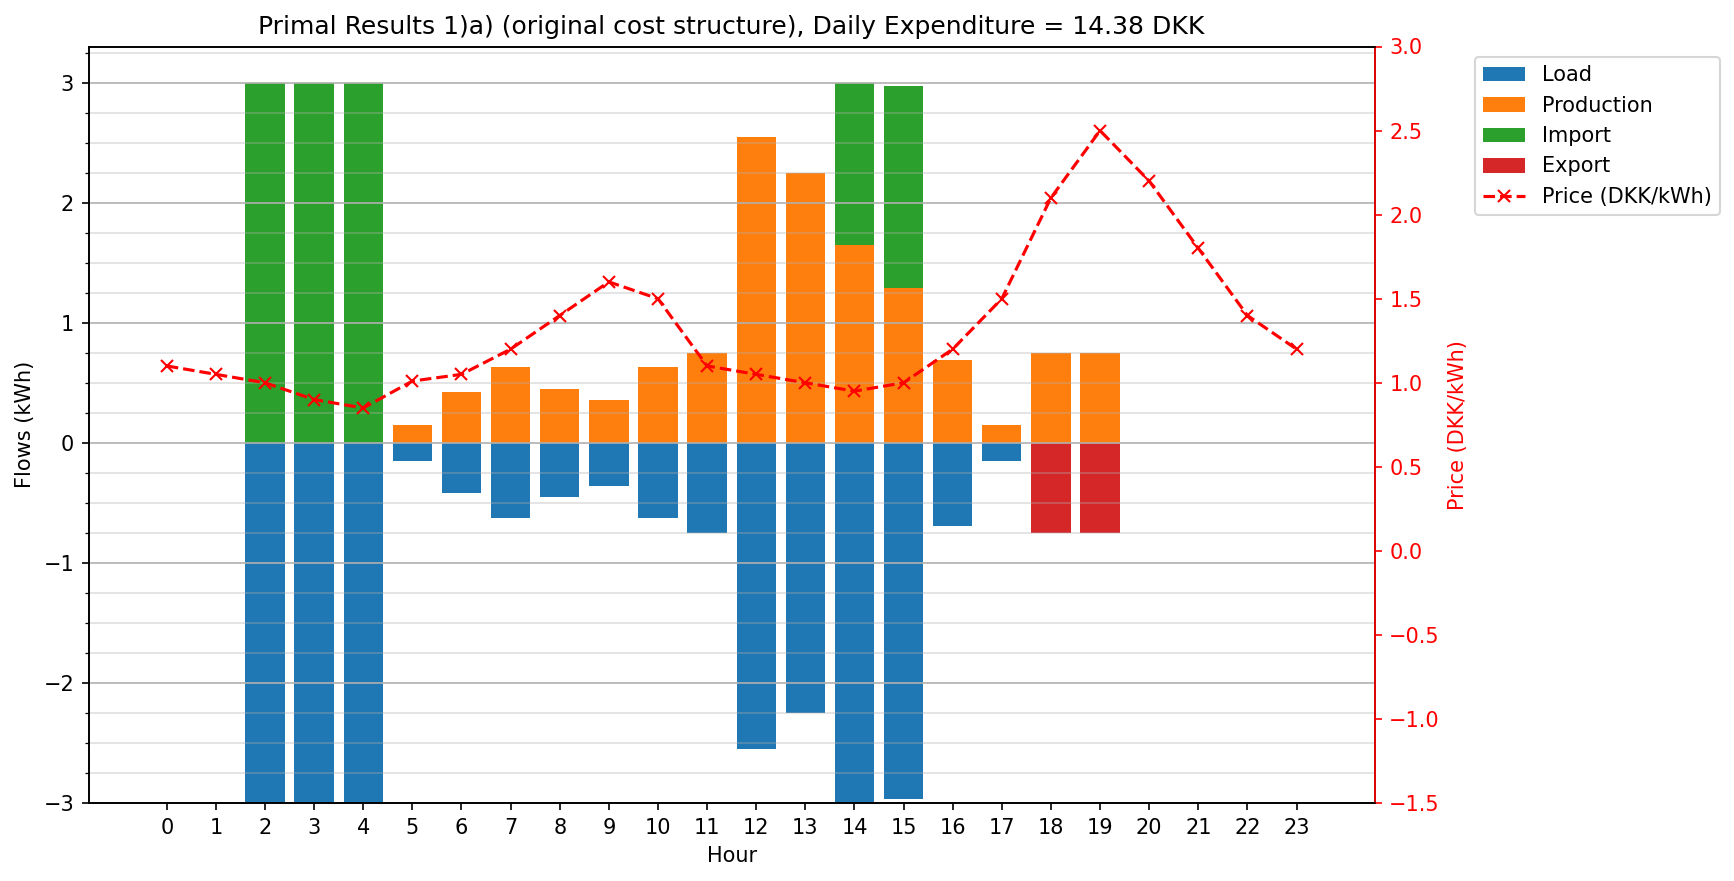 Primal Results 1)a) (original cost structure), Daily Expenditure = 14.38 DKK
Flows (kWh)
3
2
1
0
−1
−2
−3
0 1 2 3 4 5 6 7 8 9 10 11 12 13 14 15 16 17 18 19 20 21 22 23
Hour
3.0
2.5
2.0
1.5
1.0
0.5
0.0
−0.5
−1.0
−1.5
Price (DKK/kWh)
Load
Production
Import
Export
Price (DKK/kWh)